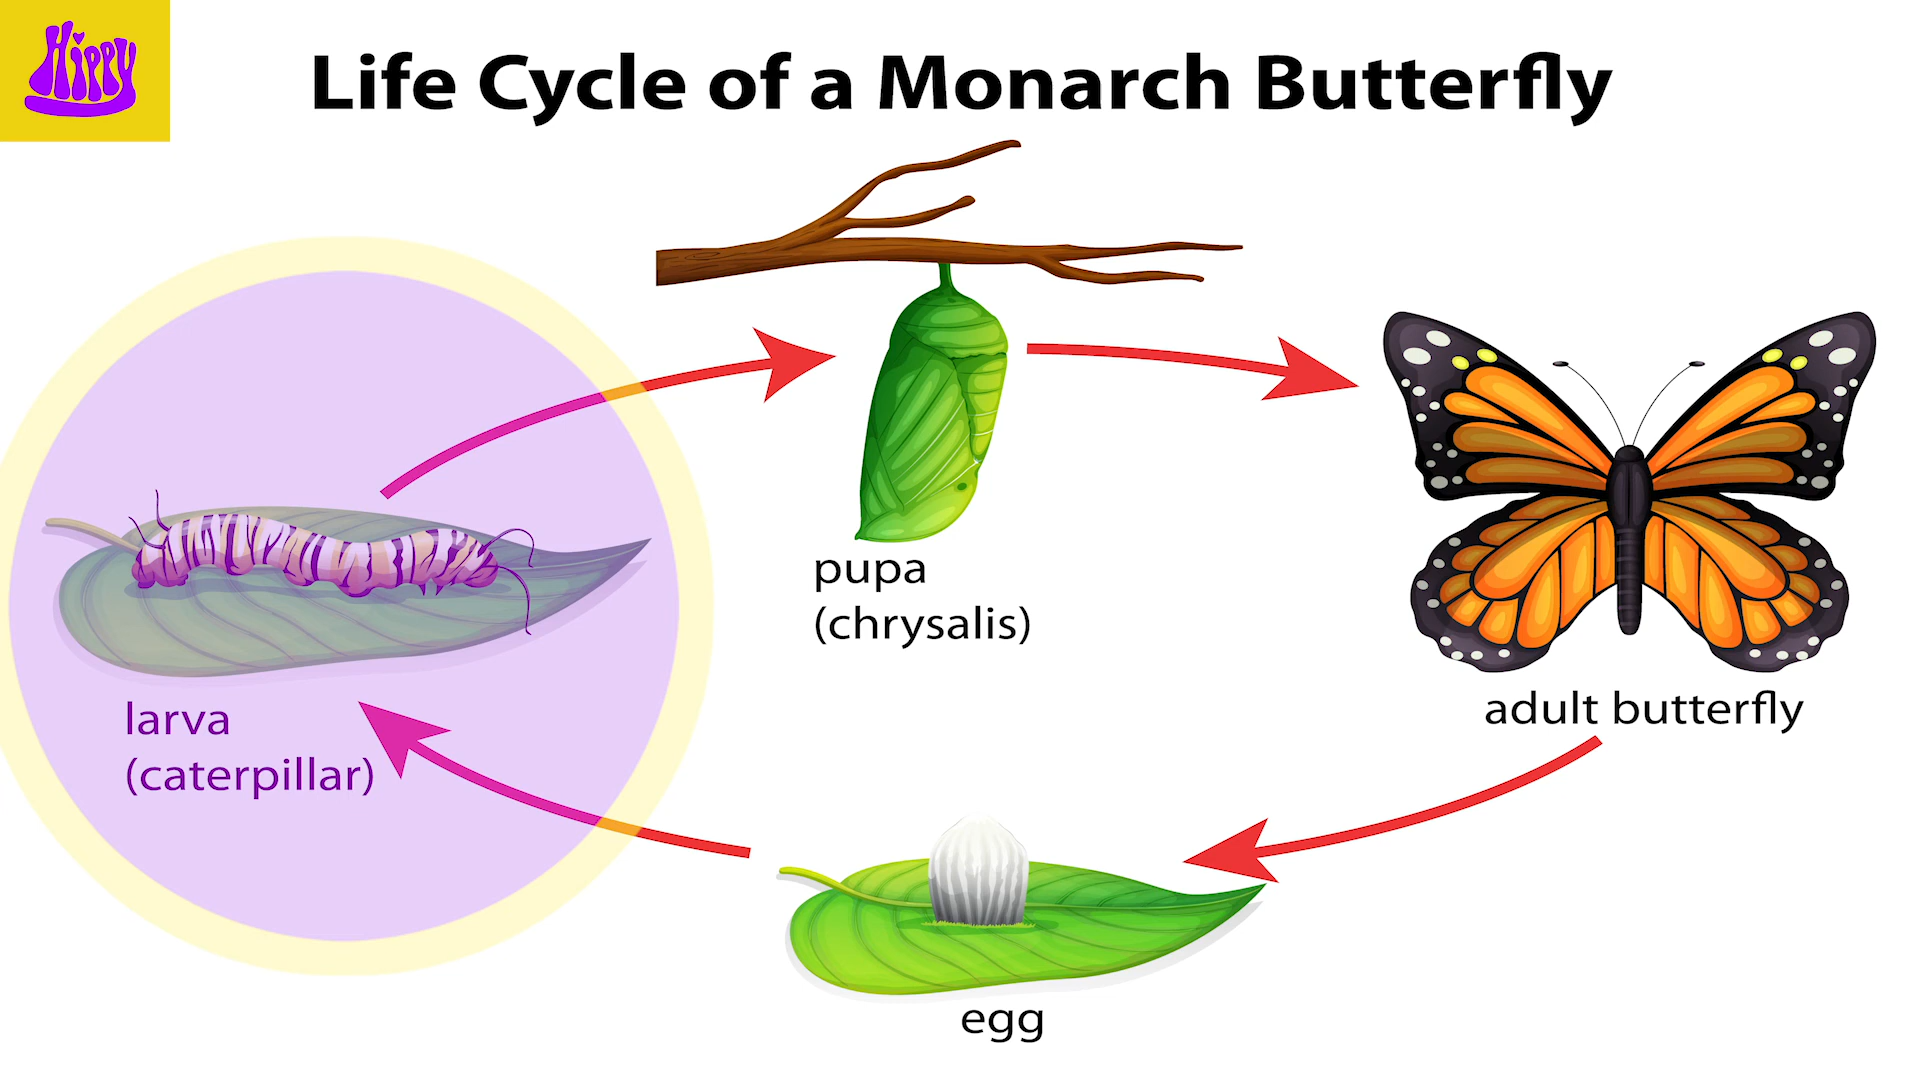 Hippy
Life Cycle of a Monarch Butterfly
pupa
(chrysalis)
larva
(caterpillar)
adult butterfly
egg